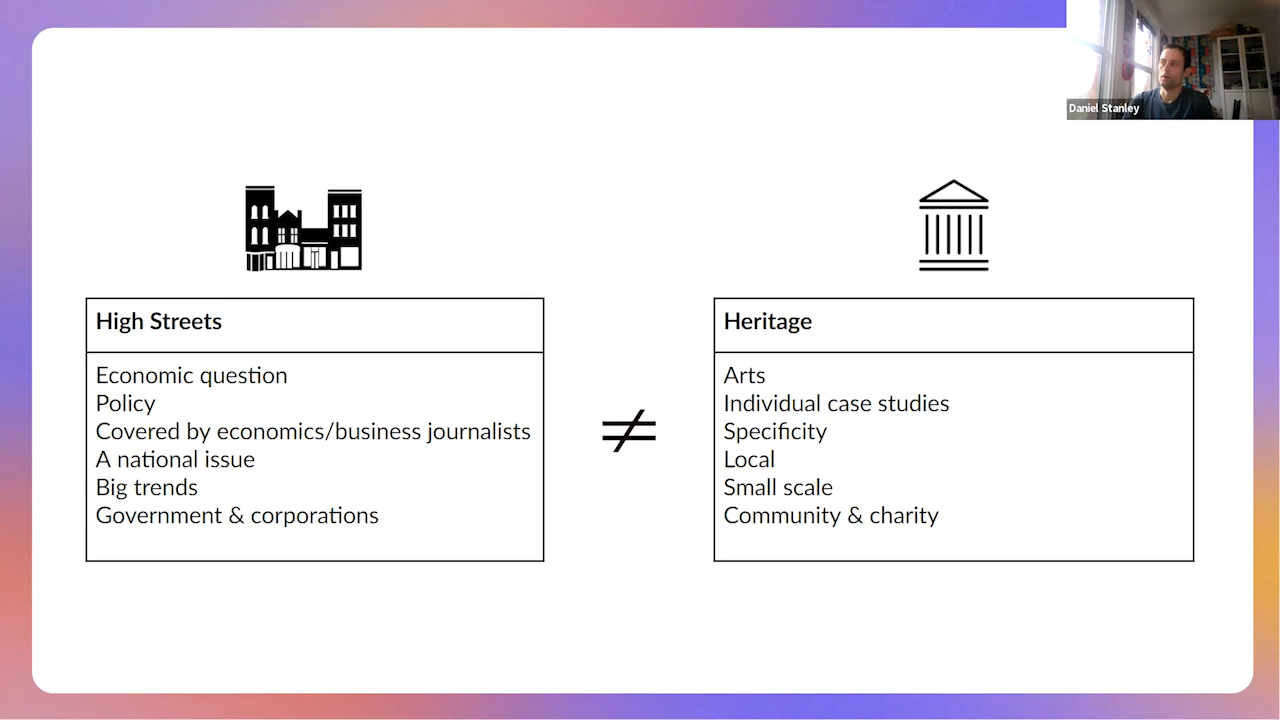 Daniel Stanley
High Streets
Economic question
Policy
Covered by economics/business journalists
A national issue
Big trends
Government & corporations
≠
Heritage
Arts
Individual case studies
Specificity
Local
Small scale
Community & charity